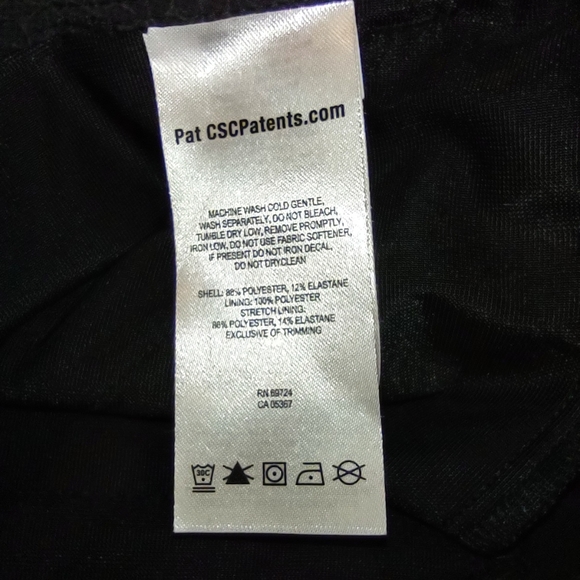 Pat CSCPatents.com
MACHINE WASH COLD GENTLE,
WASH SEPARATELY, DO NOT BLEACH,
TUMBLE DRY LOW, REMOVE PROMPTLY,
IRON LOW, DO NOT USE FABRIC SOFTENER,
IF PRESENT DO NOT IRON DECAL,
DO NOT DRYCLEAN
SHELL: 88% POLYESTER, 12% ELASTANE
LINING: 100% POLYESTER
STRETCH LINING:
86% POLYESTER, 14% ELASTANE
EXCLUSIVE OF TRIMMING
RN 69724
CA 05367
30C